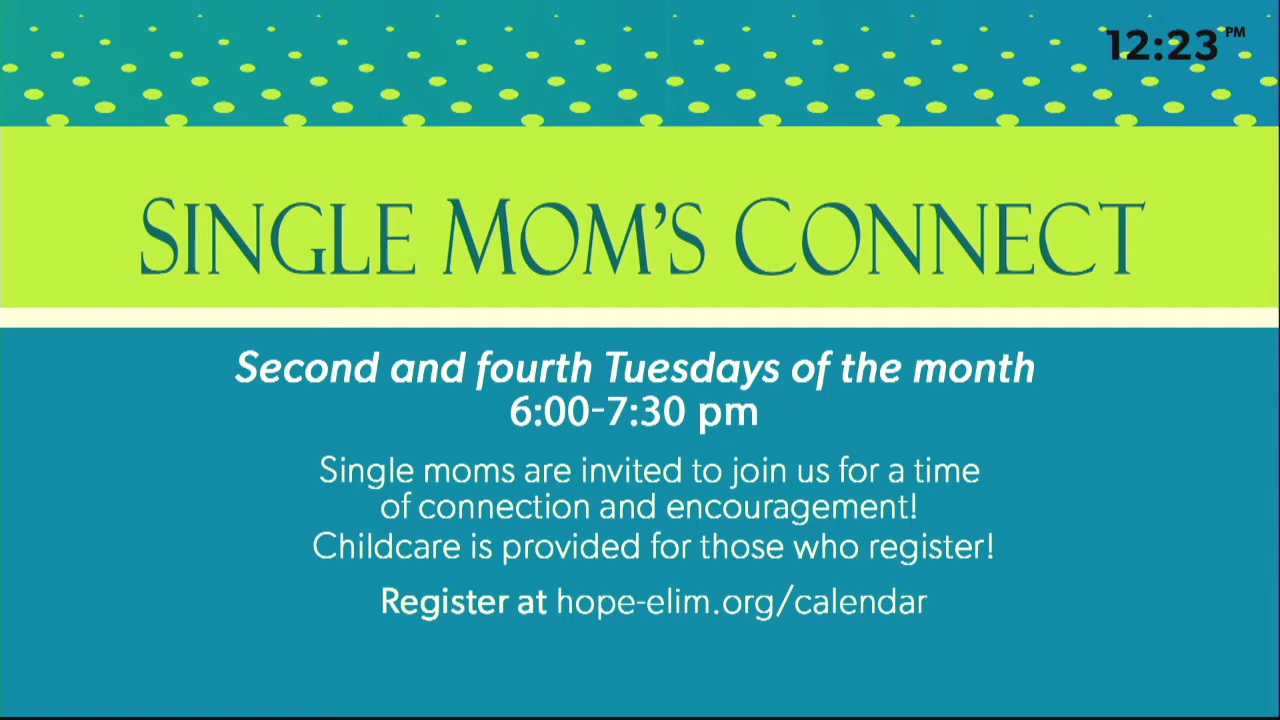 12:23 PM
SINGLE MOM'S CONNECT
Second and fourth Tuesdays of the month
6:00-7:30 pm
Single moms are invited to join us for a time
of connection and encouragement!
Childcare is provided for those who register!
Register at hope-elim.org/calendar